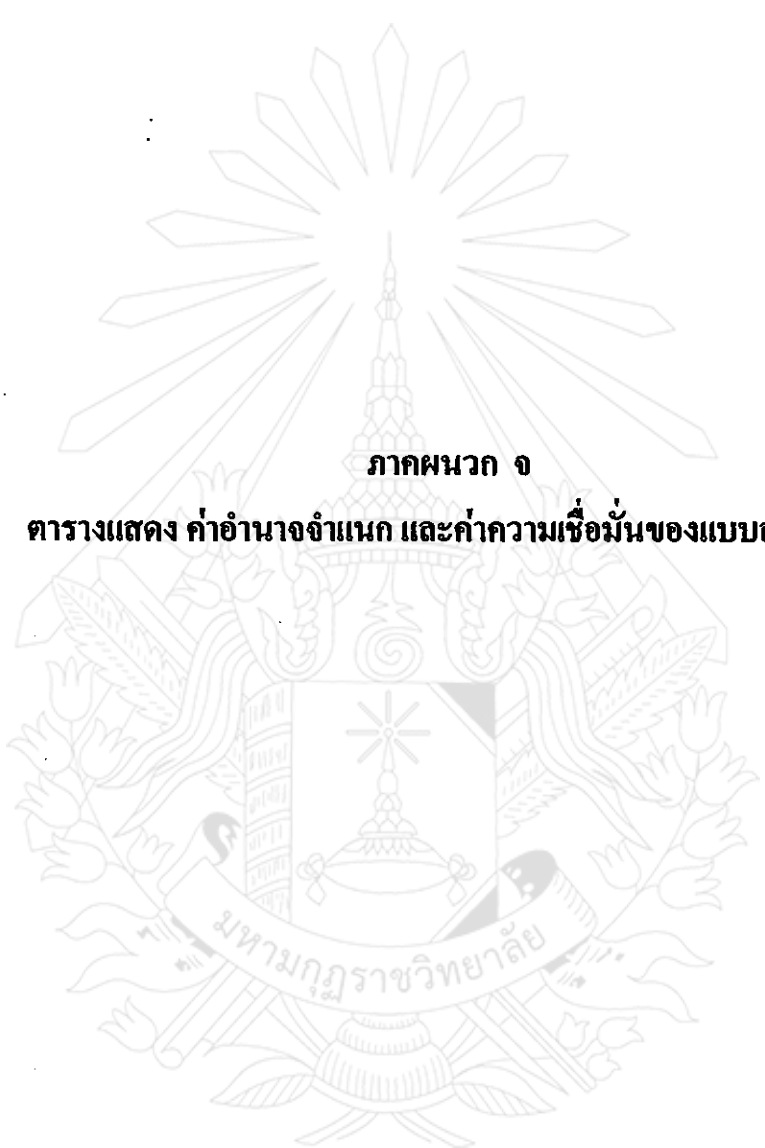 ภาคผนวก จ
ตารางแสดง ค่าอำนาจจำแนก และค่าความเชื่อมั่นของ
มหามกุฏราชวิทยาลัย